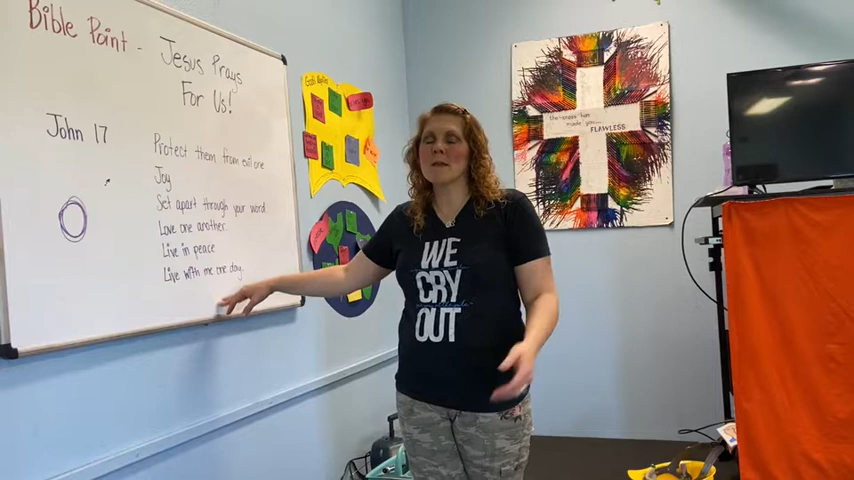 Bible Point - Jesus Prays
For Us!
John 17
Protect them from evil one
Joy
Set apart through your word
Love one another
Live in peace
Live with me one day
the cross has
made you
FLAWLESS
WE
CRY
OUT